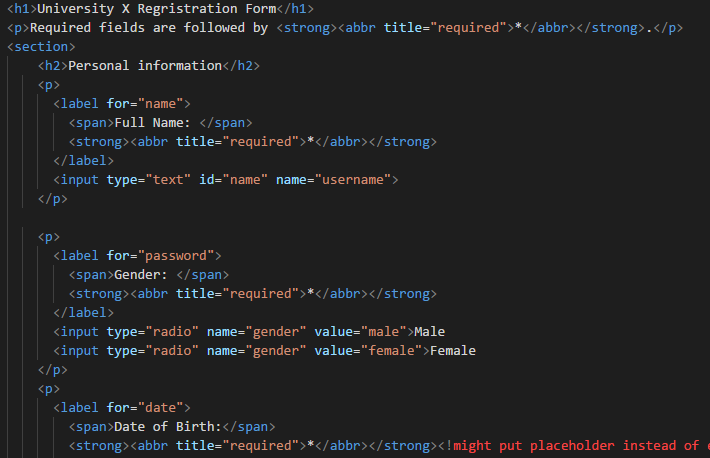 <h1>University X Regristration Form</h1>
<p>Required fields are followed by <strong><abbr title="required">*</abbr></strong>.</p>
<section>
<h2>Personal information</h2>
<p>
<label for="name">
<span>Full Name: </span>
<strong><abbr title="required">*</abbr></strong>
</label>
<input type="text" id="name" name="username">
</p>
<p>
<label for="password">
<span>Gender: </span>
<strong><abbr title="required">*</abbr></strong>
</label>
<input type="radio" name="gender" value="male">Male
<input type="radio" name="gender" value="female">Female
</p>
<p>
<label for="date">
<span>Date of Birth:</span>
<strong><abbr title="required">*</abbr></strong><!might put placeholder instead of